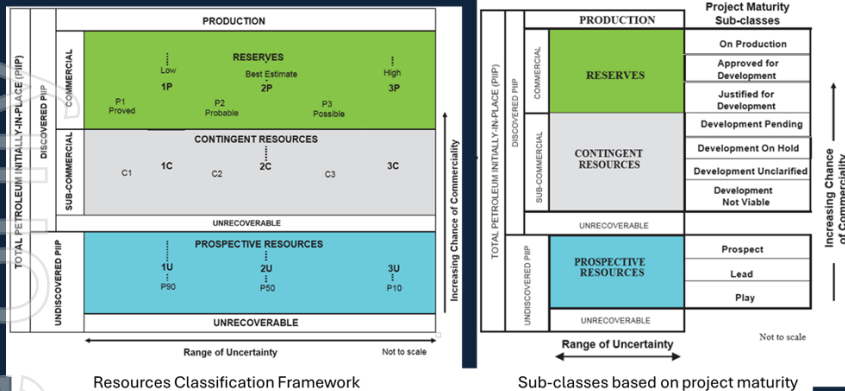 PRODUCTION
TOTAL PETROLEUM INITIALLY-IN-PLACE (PIIP)
DISCOVERED PIIP
COMMERCIAL
RESERVES
Low
Best Estimate
High
1P
2P
3P
P1
Proved
P2
Probable
P3
Possible
SUB-COMMERCIAL
CONTINGENT RESOURCES
1C
2C
3C
C1
C2
C3
UNRECOVERABLE
UNDISCOVERED PIIP
PROSPECTIVE RESOURCES
1U
2U
3U
P90
P50
P10
UNRECOVERABLE
Increasing Chance of Commerciality
Range of Uncertainty
Not to scale
Resources Classification Framework
Project Maturity
Sub-classes
PRODUCTION
TOTAL PETROLEUM INITIALLY-IN-PLACE (PIIP)
DISCOVERED PIIP
COMMERCIAL
RESERVES
On Production
Approved for
Development
Justified for
Development
SUB-COMMERCIAL
CONTINGENT
RESOURCES
Development Pending
Development On Hold
Development Unclarified
Development
Not Viable
UNRECOVERABLE
UNDISCOVERED PIIP
PROSPECTIVE
RESOURCES
Prospect
Lead
Play
UNRECOVERABLE
Increasing Chance
of Commerciality
Range of Uncertainty
Not to scale
Sub-classes based on project maturity